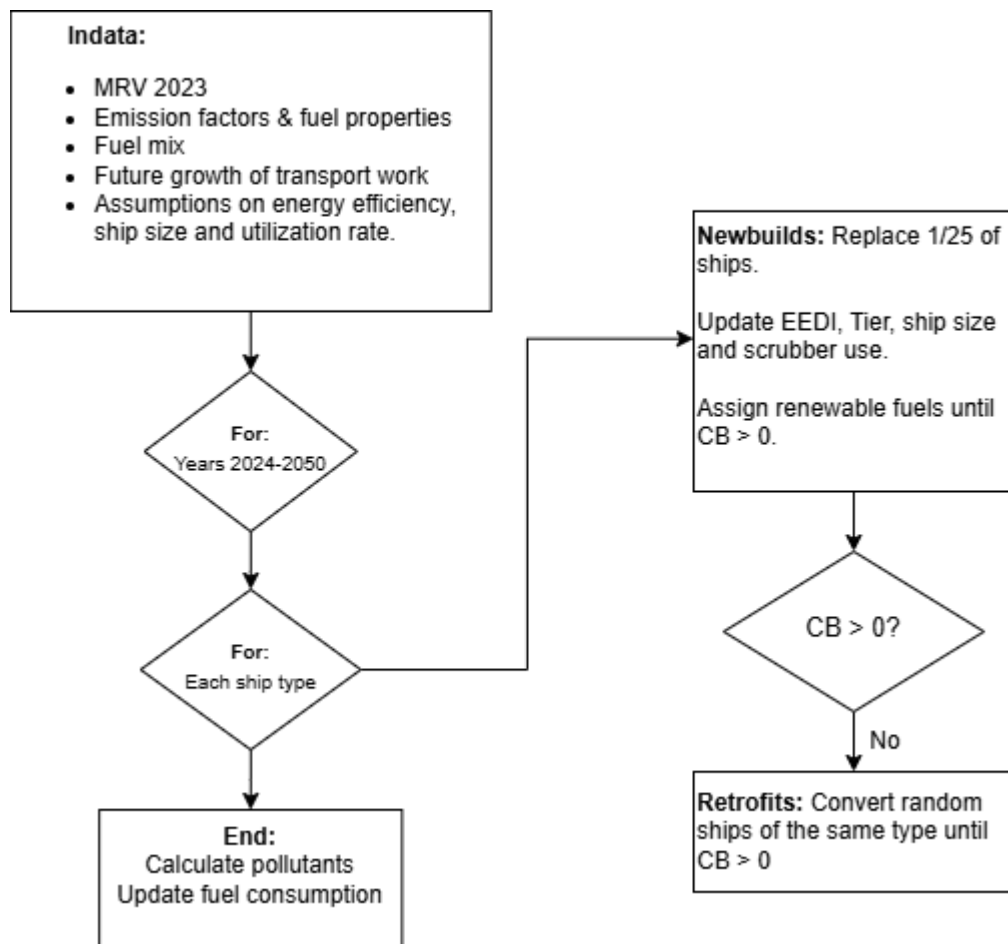 Indata:
MRV 2023
Emission factors & fuel properties
Fuel mix
Future growth of transport work
Assumptions on energy efficiency,
ship size and utilization rate.
For:
Years 2024-2050
For:
Each ship type
End:
Calculate pollutants
Update fuel consumption
Newbuilds: Replace 1/25 of
ships.
Update EEDI, Tier, ship size
and scrubber use.
Assign renewable fuels until
CB > 0.
CB > 0?
No
Retrofits: Convert random
ships of the same type until
CB > 0